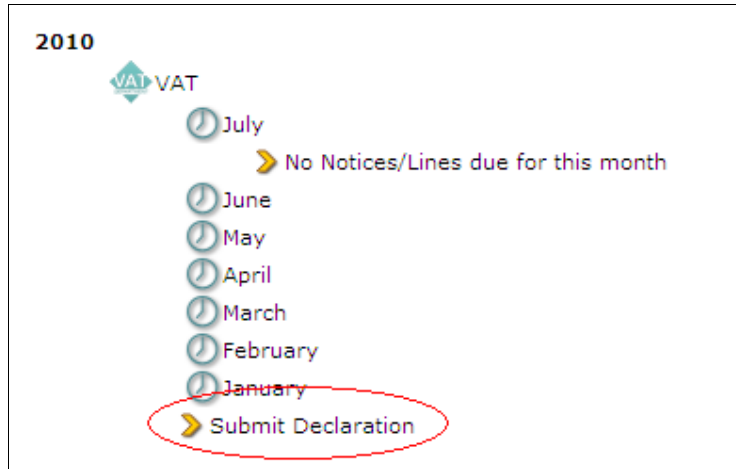 2010
VAT VAT
July
No Notices/Lines due for this month
June
May
April
March
February
January
Submit Declaration